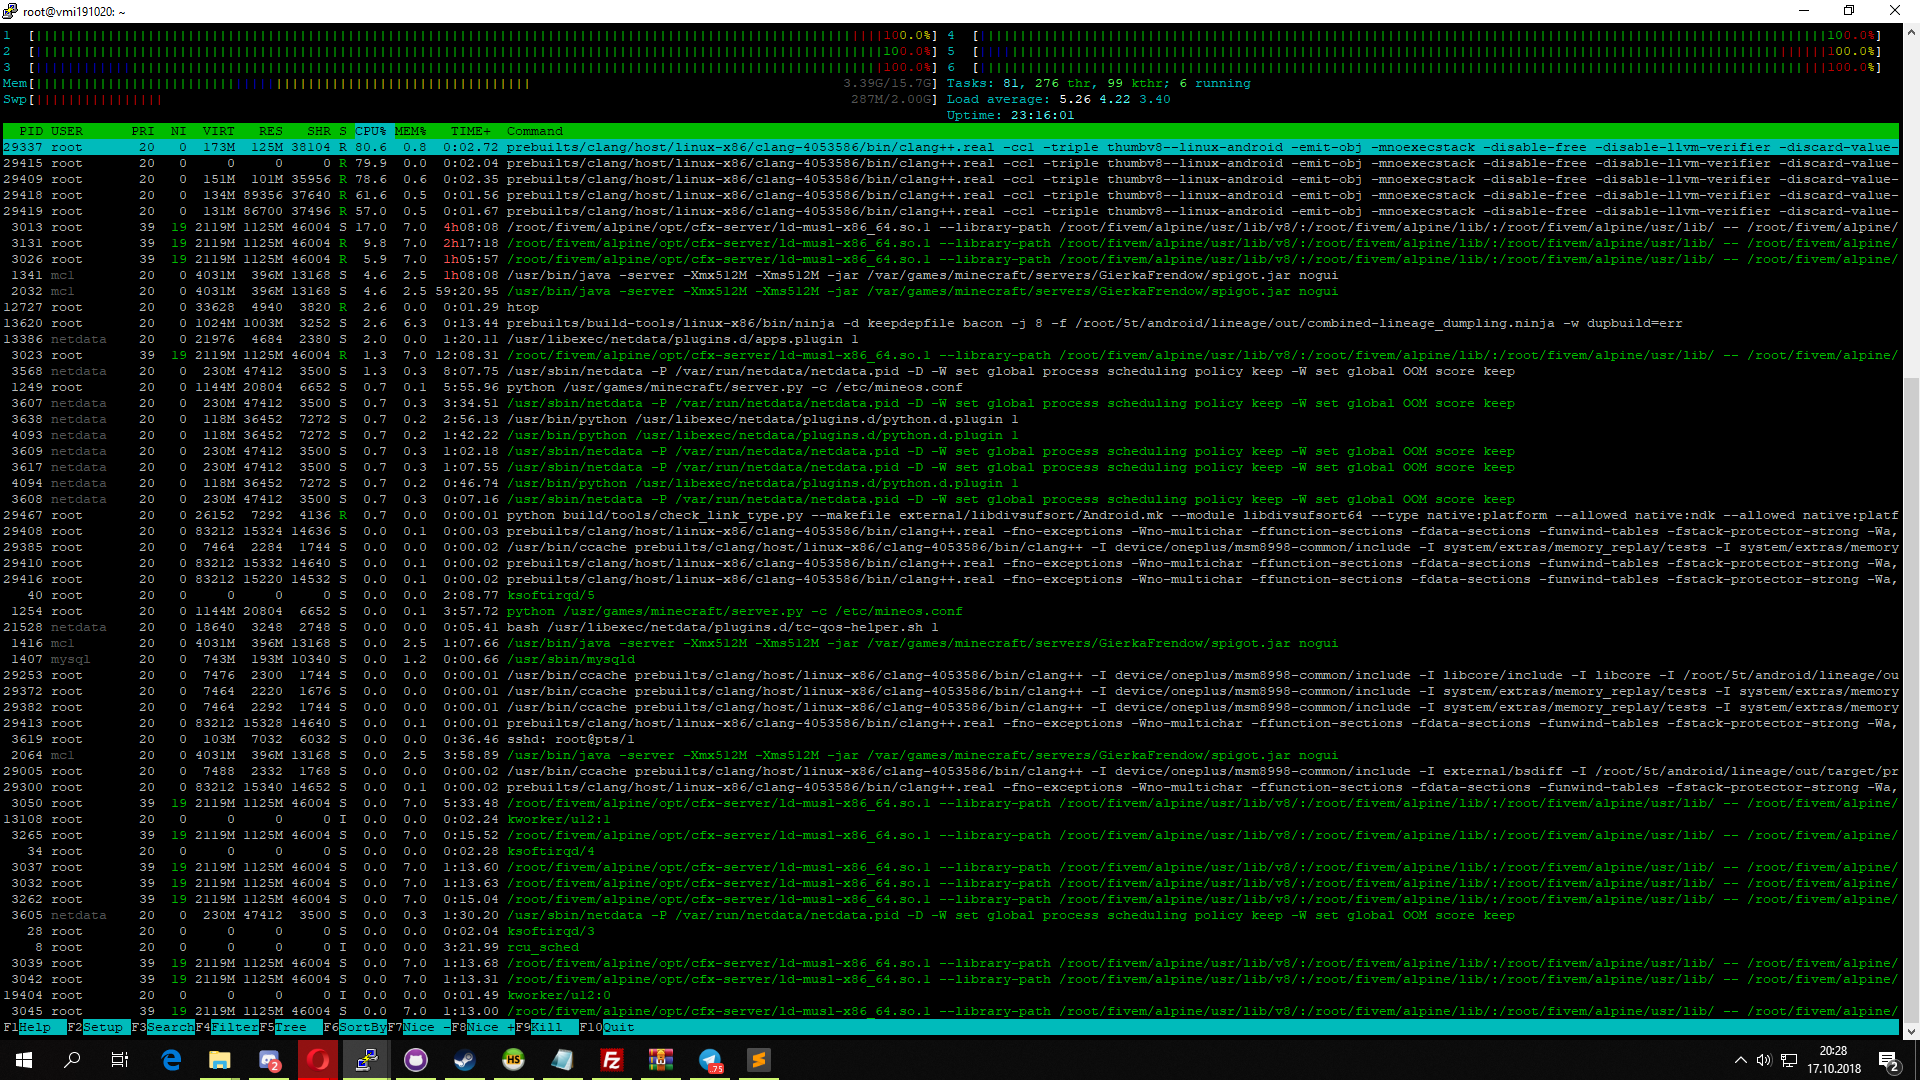 root@vmi191020: ~
1 [100.0%] 4 [100.0%]
2 [100.0%] 5 [100.0%]
3 [100.0%] 6 [100.0%]
Mem[3.39G/15.7G] Tasks: 81, 276 thr, 99 kthr; 6 running
Swp[287M/2.00G] Load average: 5.26 4.22 3.40
Uptime: 23:16:01
PID USER PRI NI VIRT RES SHR S CPU% MEM% TIME+ Command
29337 root 20 0 173M 125M 38104 R 80.6 0.8 0:02.72 prebuilts/clang/host/linux-x86/clang-4053586/bin/clang++.real -cc1 -triple thumbv8--linux-android -emit-obj -mnoexecstack -disable-free -disable-llvm-verifier -discard-value-
29415 root 20 0 0 0 0 R 79.9 0.0 0:02.44 prebuilts/clang/host/linux-x86/clang-4053586/bin/clang++.real -cc1 -triple thumbv8--linux-android -emit-obj -mnoexecstack -disable-free -disable-llvm-verifier -discard-value-
29409 root 20 0 151M 101M 35956 R 78.6 0.6 0:02.35 prebuilts/clang/host/linux-x86/clang-4053586/bin/clang++.real -cc1 -triple thumbv8--linux-android -emit-obj -mnoexecstack -disable-free -disable-llvm-verifier -discard-value-
29418 root 20 0 134M 89356 37640 R 61.6 0.5 0:01.56 prebuilts/clang/host/linux-x86/clang-4053586/bin/clang++.real -cc1 -triple thumbv8--linux-android -emit-obj -mnoexecstack -disable-free -disable-llvm-verifier -discard-value-
29419 root 20 0 131M 86700 37496 R 57.0 0.5 0:01.67 prebuilts/clang/host/linux-x86/clang-4053586/bin/clang++.real -cc1 -triple thumbv8--linux-android -emit-obj -mnoexecstack -disable-free -disable-llvm-verifier -discard-value-
3013 root 39 19 2119M 1125M 46004 S 17.0 7.0 4h08:08 /root/fivem/alpine/opt/cfx-server/ld-musl-x86_64.so.1 --library-path /root/fivem/alpine/usr/lib/v8/:/root/fivem/alpine/lib/:/root/fivem/alpine/usr/lib/ -- /root/fivem/alpine/
3131 root 39 19 2119M 1125M 46004 R 9.8 7.0 2h17:18 /root/fivem/alpine/opt/cfx-server/ld-musl-x86_64.so.1 --library-path /root/fivem/alpine/usr/lib/v8/:/root/fivem/alpine/lib/:/root/fivem/alpine/usr/lib/ -- /root/fivem/alpine/
3026 root 39 19 2119M 1125M 46004 R 5.9 7.0 1h05:57 /root/fivem/alpine/opt/cfx-server/ld-musl-x86_64.so.1 --library-path /root/fivem/alpine/usr/lib/v8/:/root/fivem/alpine/lib/:/root/fivem/alpine/usr/lib/ -- /root/fivem/alpine/
1341 mcl 20 0 4031M 396M 13168 S 4.6 2.5 1h08:08 /usr/bin/java -server -Xmx512M -Xms512M -jar /var/games/minecraft/servers/GierkaFrendow/spigot.jar nogui
2032 mcl 20 0 4031M 396M 13168 S 4.6 2.5 59:20.95 /usr/bin/java -server -Xmx512M -Xms512M -jar /var/games/minecraft/servers/GierkaFrendow/spigot.jar nogui
12727 root 20 0 33628 4940 3820 R 2.6 0.0 0:01.29 htop
13620 root 20 0 1024M 1003M 3252 S 2.6 6.3 0:13.44 prebuilts/build-tools/linux-x86/bin/ninja -d keepdepfile bacon -j 8 -f /root/5t/android/lineage/out/combined-lineage_dumpling.ninja -w dupbuild=err
13386 netdata 20 0 21976 4684 2380 S 2.0 0.0 1:20.11 /usr/libexec/netdata/plugins.d/apps.plugin 1
3023 root 39 19 2119M 1125M 46004 R 1.3 7.0 12:08.31 /root/fivem/alpine/opt/cfx-server/ld-musl-x86_64.so.1 --library-path /root/fivem/alpine/usr/lib/v8/:/root/fivem/alpine/lib/:/root/fivem/alpine/usr/lib/ -- /root/fivem/alpine/
3568 netdata 20 0 230M 47412 3500 S 1.3 0.3 8:07.75 /usr/sbin/netdata -P /var/run/netdata/netdata.pid -D -W set global process scheduling policy keep -W set global OOM score keep
1249 root 20 0 1144M 20804 6652 S 0.7 0.1 5:55.96 python /usr/games/minecraft/server.py -c /etc/mineos.conf
3607 netdata 20 0 230M 47412 3500 S 0.7 0.3 3:34.51 /usr/sbin/netdata -P /var/run/netdata/netdata.pid -D -W set global process scheduling policy keep -W set global OOM score keep
3638 netdata 20 0 118M 36452 7272 S 0.7 0.2 2:56.13 /usr/bin/python /usr/libexec/netdata/plugins.d/python.d.plugin 1
4093 netdata 20 0 118M 36452 7272 S 0.7 0.2 1:42.22 /usr/bin/python /usr/libexec/netdata/plugins.d/python.d.plugin 1
3609 netdata 20 0 230M 47412 3500 S 0.7 0.3 1:02.18 /usr/sbin/netdata -P /var/run/netdata/netdata.pid -D -W set global process scheduling policy keep -W set global OOM score keep
3617 netdata 20 0 230M 47412 3500 S 0.7 0.3 1:07.55 /usr/sbin/netdata -P /var/run/netdata/netdata.pid -D -W set global process scheduling policy keep -W set global OOM score keep
4094 netdata 20 0 118M 36452 7272 S 0.7 0.2 0:46.74 /usr/bin/python /usr/libexec/netdata/plugins.d/python.d.plugin 1
3608 netdata 20 0 230M 47412 3500 S 0.7 0.3 0:07.16 /usr/sbin/netdata -P /var/run/netdata/netdata.pid -D -W set global process scheduling policy keep -W set global OOM score keep
29467 root 20 0 26152 7292 4136 R 0.7 0.0 0:00.01 python build/tools/check_link_type.py --makefile external/libdivsufsort/Android.mk --module libdivsufsort64 --type native:platform --allowed native:ndk --allowed native:platf
29408 root 20 0 83212 15324 14636 S 0.0 0.1 0:00.03 prebuilts/clang/host/linux-x86/clang-4053586/bin/clang++.real -fno-exceptions -Wno-multichar -ffunction-sections -fdata-sections -funwind-tables -fstack-protector-strong -Wa,
29385 root 20 0 7464 2284 1744 S 0.0 0.0 0:00.02 /usr/bin/ccache prebuilts/clang/host/linux-x86/clang-4053586/bin/clang++ -I device/oneplus/msm8998-common/include -I system/extras/memory_replay/tests -I system/extras/memory
29410 root 20 0 83212 15332 14640 S 0.0 0.1 0:00.02 prebuilts/clang/host/linux-x86/clang-4053586/bin/clang++.real -fno-exceptions -Wno-multichar -ffunction-sections -fdata-sections -funwind-tables -fstack-protector-strong -Wa,
29416 root 20 0 83212 15220 14532 S 0.0 0.1 0:00.02 prebuilts/clang/host/linux-x86/clang-4053586/bin/clang++.real -fno-exceptions -Wno-multichar -ffunction-sections -fdata-sections -funwind-tables -fstack-protector-strong -Wa,
40 root 20 0 0 0 0 S 0.0 0.0 2:08.77 ksoftirqd/5
1254 root 20 0 1144M 20804 6652 S 0.0 0.1 3:57.72 python /usr/games/minecraft/server.py -c /etc/mineos.conf
21528 netdata 20 0 18640 3248 2748 S 0.0 0.0 0:05.41 bash /usr/libexec/netdata/plugins.d/tc-qos-helper.sh 1
1416 mcl 20 0 4031M 396M 13168 S 0.0 2.5 1:07.68 /usr/bin/java -server -Xmx512M -Xms512M -jar /var/games/minecraft/servers/GierkaFrendow/spigot.jar nogui
1407 mysql 20 0 743M 193M 10340 S 0.0 1.2 0:00.66 /usr/sbin/mysqld
29253 root 20 0 7476 2300 1744 S 0.0 0.0 0:00.01 /usr/bin/ccache prebuilts/clang/host/linux-x86/clang-4053586/bin/clang++ -I device/oneplus/msm8998-common/include -I libcore/include -I libcore -I /root/5t/android/lineage/ou
29372 root 20 0 7464 2220 1676 S 0.0 0.0 0:00.01 /usr/bin/ccache prebuilts/clang/host/linux-x86/clang-4053586/bin/clang++ -I device/oneplus/msm8998-common/include -I system/extras/memory_replay/tests -I system/extras/memory
29382 root 20 0 7464 2292 1744 S 0.0 0.0 0:00.01 /usr/bin/ccache prebuilts/clang/host/linux-x86/clang-4053586/bin/clang++ -I device/oneplus/msm8998-common/include -I system/extras/memory_replay/tests -I system/extras/memory
29413 root 20 0 83212 15328 14640 S 0.0 0.1 0:00.01 prebuilts/clang/host/linux-x86/clang-4053586/bin/clang++.real -fno-exceptions -Wno-multichar -ffunction-sections -fdata-sections -funwind-tables -fstack-protector-strong -Wa,
3619 root 20 0 103M 7032 6032 S 0.0 0.0 0:36.46 sshd: root@pts/1
2064 mcl 20 0 4031M 396M 13168 S 0.0 2.5 3:58.89 /usr/bin/java -server -Xmx512M -Xms512M -jar /var/games/minecraft/servers/GierkaFrendow/spigot.jar nogui
29005 root 20 0 7488 2332 1768 S 0.0 0.0 0:00.02 /usr/bin/ccache prebuilts/clang/host/linux-x86/clang-4053586/bin/clang++ -I device/oneplus/msm8998-common/include -I external/bsdiff -I /root/5t/android/lineage/out/target/pr
29300 root 20 0 83212 15340 14652 S 0.0 0.1 0:00.02 prebuilts/clang/host/linux-x86/clang-4053586/bin/clang++.real -fno-exceptions -Wno-multichar -ffunction-sections -fdata-sections -funwind-tables -fstack-protector-strong -Wa,
3050 root 39 19 2119M 1125M 46004 S 0.0 7.0 5:33.48 /root/fivem/alpine/opt/cfx-server/ld-musl-x86_64.so.1 --library-path /root/fivem/alpine/usr/lib/v8/:/root/fivem/alpine/lib/:/root/fivem/alpine/usr/lib/ -- /root/fivem/alpine/
13108 root 20 0 0 0 0 I 0.0 0.0 0:02.24 kworker/u12:1
3265 root 39 19 2119M 1125M 46004 S 0.0 7.0 0:15.52 /root/fivem/alpine/opt/cfx-server/ld-musl-x86_64.so.1 --library-path /root/fivem/alpine/usr/lib/v8/:/root/fivem/alpine/lib/:/root/fivem/alpine/usr/lib/ -- /root/fivem/alpine/
34 root 20 0 0 0 0 S 0.0 0.0 0:02.28 ksoftirqd/4
3037 root 39 19 2119M 1125M 46004 S 0.0 7.0 1:13.60 /root/fivem/alpine/opt/cfx-server/ld-musl-x86_64.so.1 --library-path /root/fivem/alpine/usr/lib/v8/:/root/fivem/alpine/lib/:/root/fivem/alpine/usr/lib/ -- /root/fivem/alpine/
3032 root 39 19 2119M 1125M 46004 S 0.0 7.0 1:13.63 /root/fivem/alpine/opt/cfx-server/ld-musl-x86_64.so.1 --library-path /root/fivem/alpine/usr/lib/v8/:/root/fivem/alpine/lib/:/root/fivem/alpine/usr/lib/ -- /root/fivem/alpine/
3262 root 39 19 2119M 1125M 46004 S 0.0 7.0 0:15.04 /root/fivem/alpine/opt/cfx-server/ld-musl-x86_64.so.1 --library-path /root/fivem/alpine/usr/lib/v8/:/root/fivem/alpine/lib/:/root/fivem/alpine/usr/lib/ -- /root/fivem/alpine/
3605 netdata 20 0 230M 47412 3500 S 0.0 0.3 1:30.20 /usr/sbin/netdata -P /var/run/netdata/netdata.pid -D -W set global process scheduling policy keep -W set global OOM score keep
28 root 20 0 0 0 0 S 0.0 0.0 0:02.04 ksoftirqd/3
8 root 20 0 0 0 0 I 0.0 0.0 3:21.99 rcu_sched
3039 root 39 19 2119M 1125M 46004 S 0.0 7.0 1:13.68 /root/fivem/alpine/opt/cfx-server/ld-musl-x86_64.so.1 --library-path /root/fivem/alpine/usr/lib/v8/:/root/fivem/alpine/lib/:/root/fivem/alpine/usr/lib/ -- /root/fivem/alpine/
3042 root 39 19 2119M 1125M 46004 S 0.0 7.0 1:13.31 /root/fivem/alpine/opt/cfx-server/ld-musl-x86_64.so.1 --library-path /root/fivem/alpine/usr/lib/v8/:/root/fivem/alpine/lib/:/root/fivem/alpine/usr/lib/ -- /root/fivem/alpine/
19404 root 20 0 0 0 0 I 0.0 0.0 0:01.49 kworker/u12:0
3045 root 39 19 2119M 1125M 46004 S 0.0 7.0 1:13.00 /root/fivem/alpine/opt/cfx-server/ld-musl-x86_64.so.1 --library-path /root/fivem/alpine/usr/lib/v8/:/root/fivem/alpine/lib/:/root/fivem/alpine/usr/lib/ -- /root/fivem/alpine/
F1Help F2Setup F3SearchF4FilterF5Tree F6SortByF7Nice -F8Nice +F9Kill F10Quit
2 HS Fz .75 20:28
17.10.2018 2